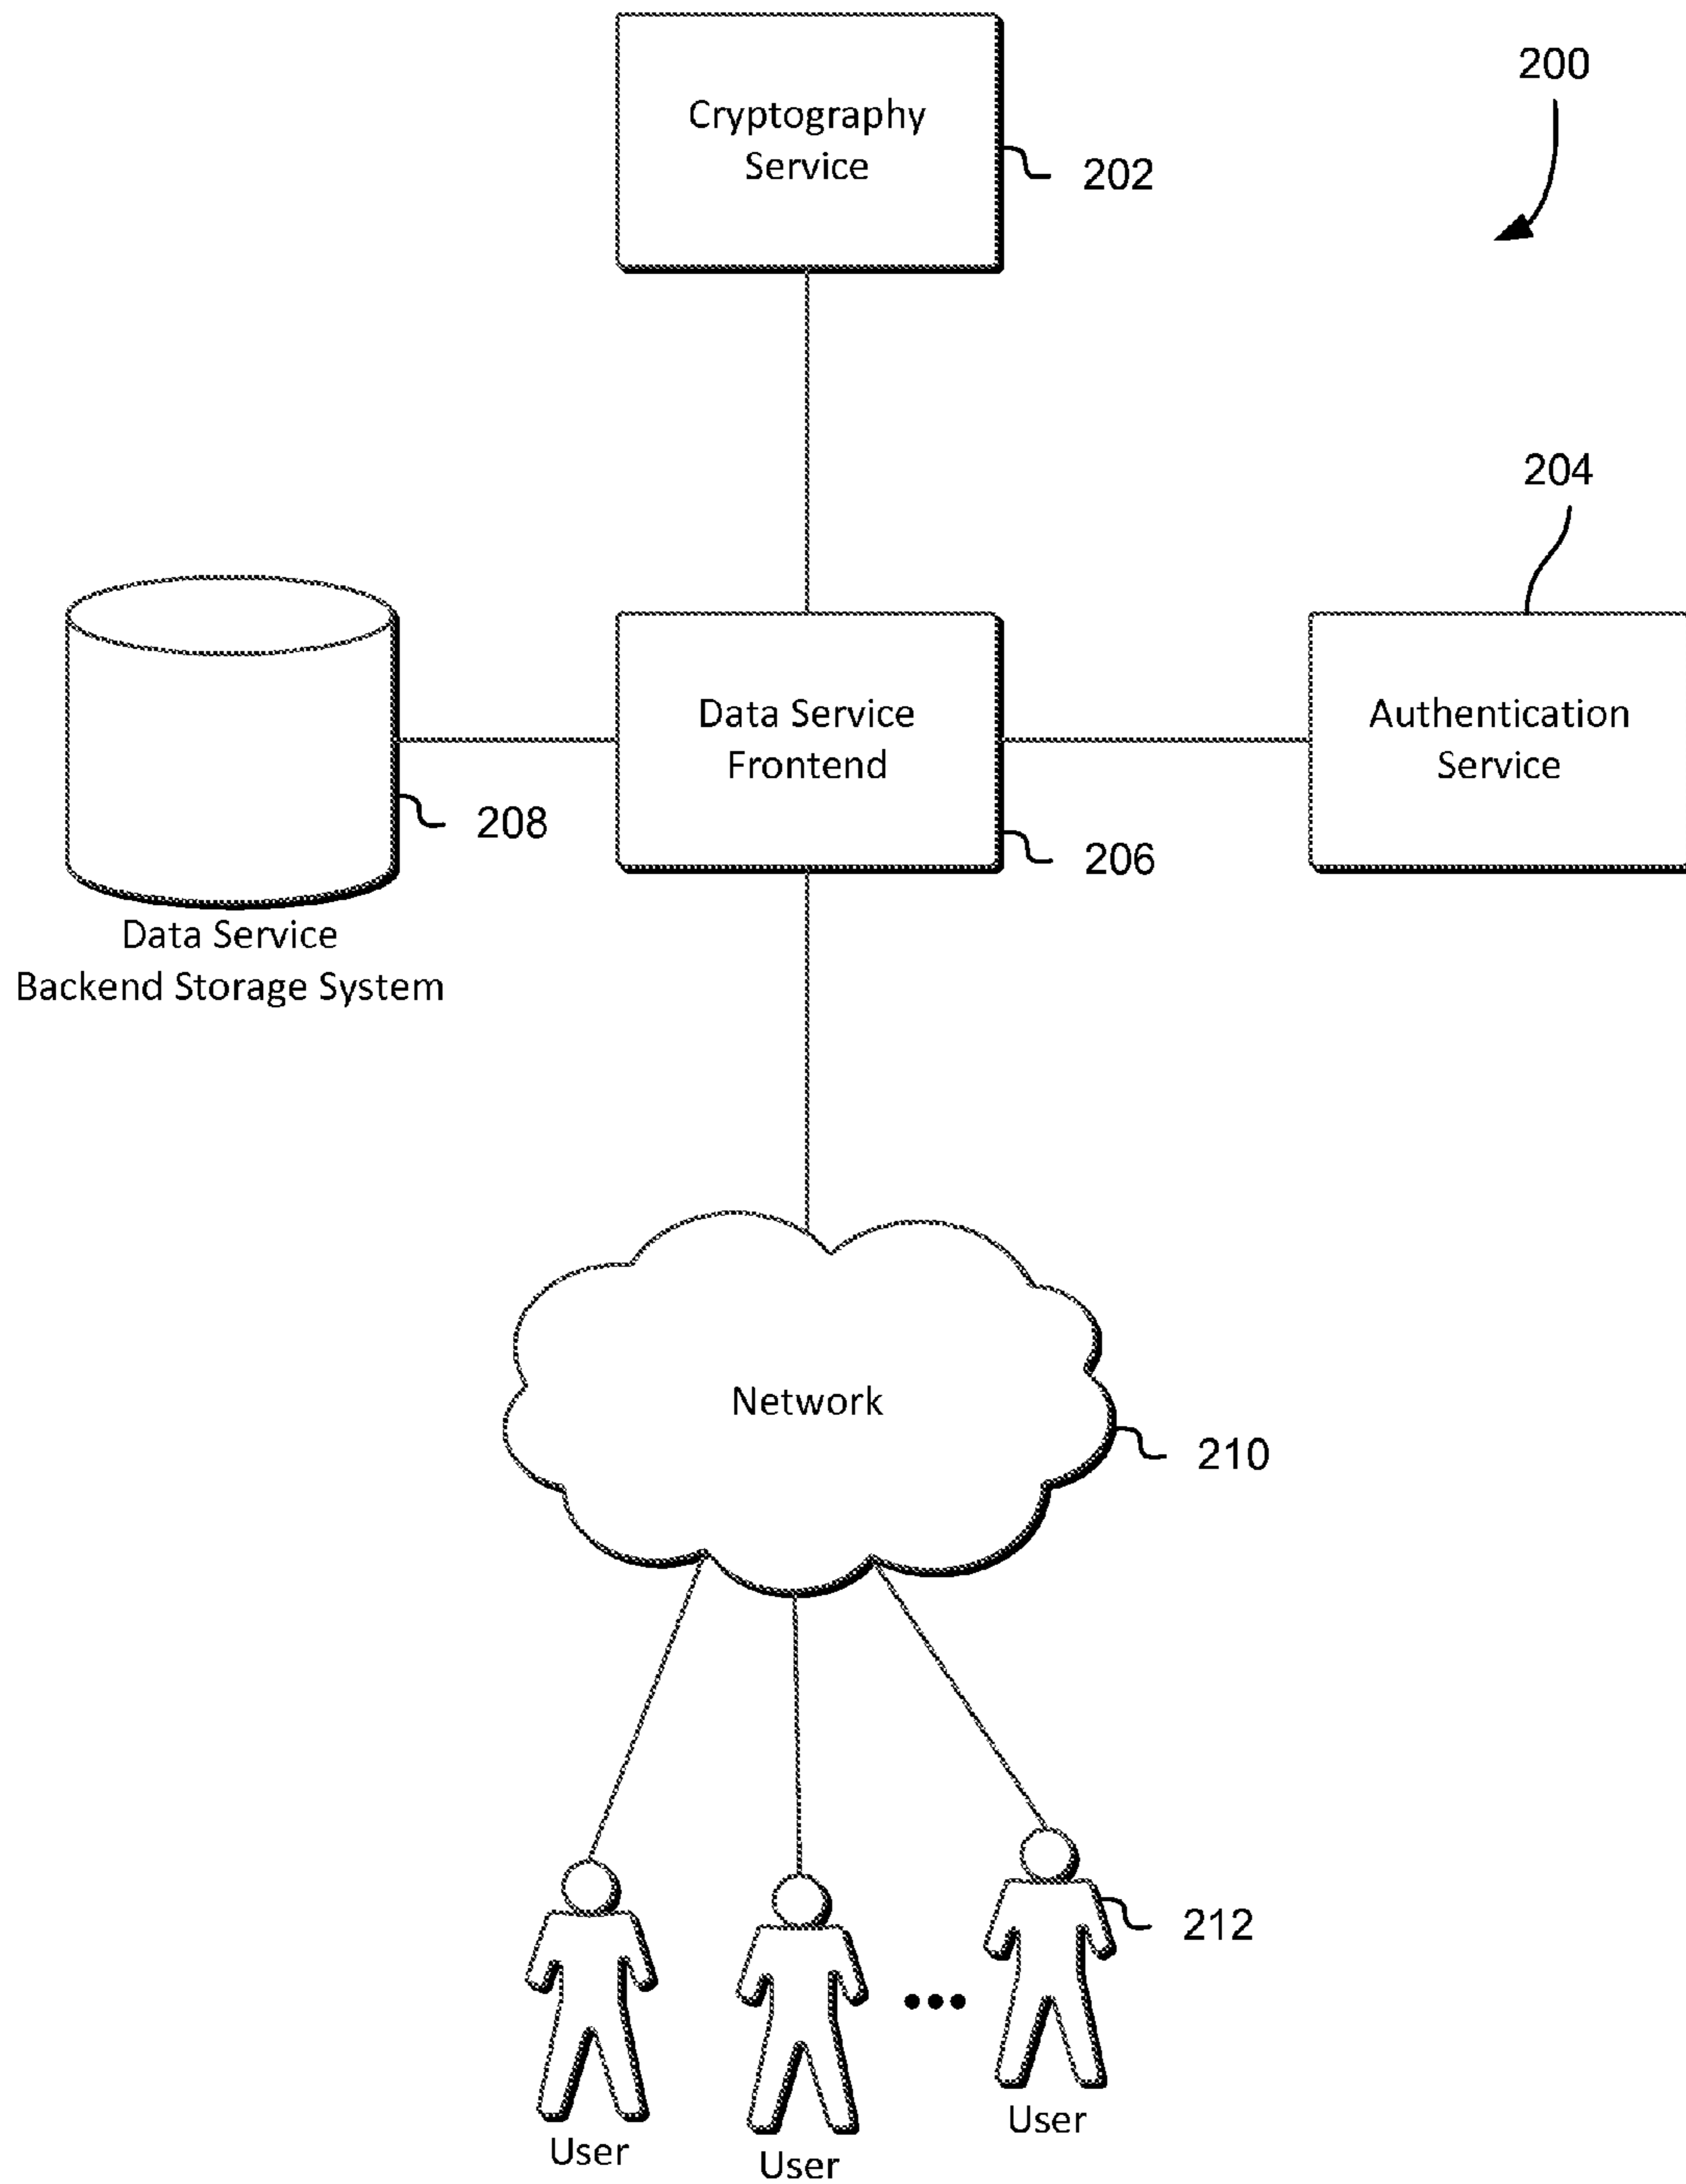 Cryptography
Service
200
202
204
Data Service
Frontend
Authentication
Service
208
206
Data Service
Backend Storage System
Network
210
212
User
User
User